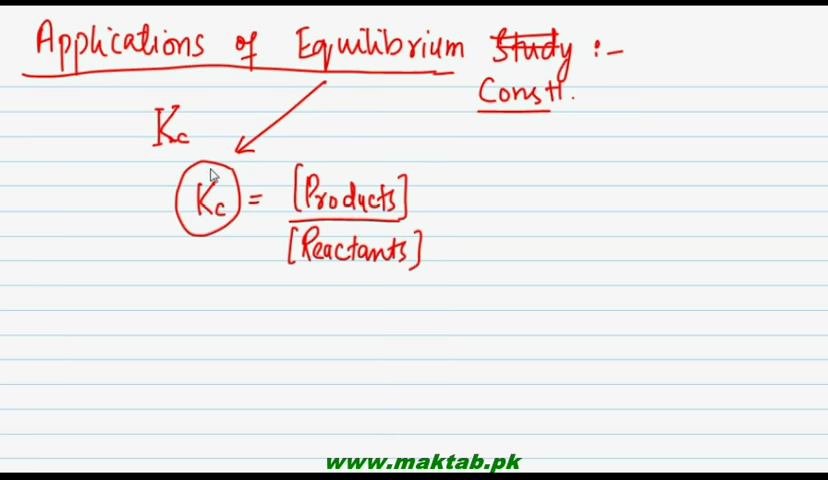 Applications of Equilibrium Study :-
Constt.
Kc
Kc = [Products]
[Reactants]
www.maktab.pk